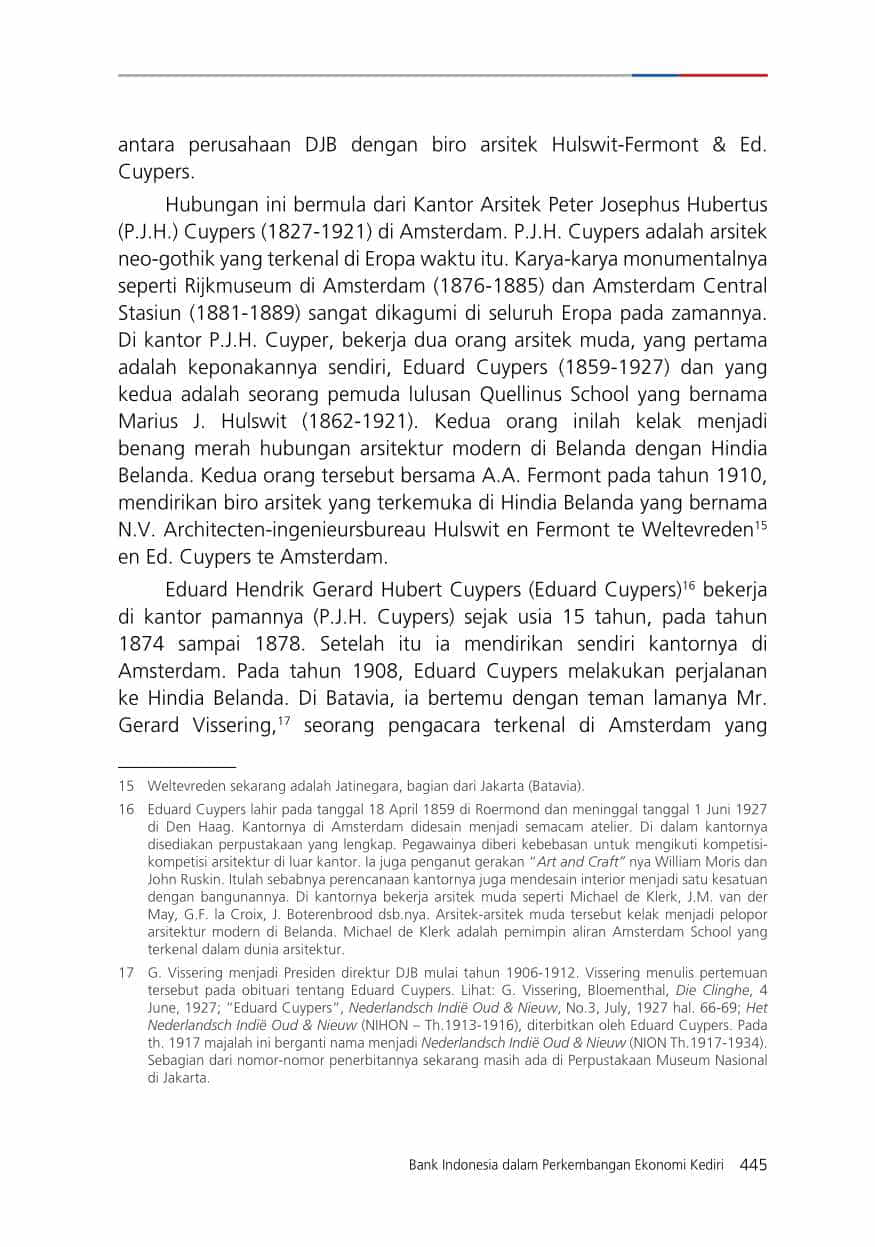 antara perusahaan DJB dengan biro arsitek Hulswit-Fermont & Ed.
Cuypers.
Hubungan ini bermula dari Kantor Arsitek Peter Josephus Hubertus
(P.J.H.) Cuypers (1827-1921) di Amsterdam. P.J.H. Cuypers adalah arsitek
neo-gothik yang terkenal di Eropa waktu itu. Karya-karya monumentalnya
seperti Rijkmuseum di Amsterdam (1876-1885) dan Amsterdam Central
Stasiun (1881-1889) sangat dikagumi di seluruh Eropa pada zamannya.
Di kantor P.J.H. Cuyper, bekerja dua orang arsitek muda, yang pertama
adalah keponakannya sendiri, Eduard Cuypers (1859-1927) dan yang
kedua adalah seorang pemuda lulusan Quellinus School yang bernama
Marius J. Hulswit (1862-1921). Kedua orang inilah kelak menjadi
benang merah hubungan arsitektur modern di Belanda dengan Hindia
Belanda. Kedua orang tersebut bersama A.A. Fermont pada tahun 1910,
mendirikan biro arsitek yang terkemuka di Hindia Belanda yang bernama
N.V. Architecten-ingenieursbureau Hulswit en Fermont te Weltevreden15
en Ed. Cuypers te Amsterdam.
Eduard Hendrik Gerard Hubert Cuypers (Eduard Cuypers)16 bekerja
di kantor pamannya (P.J.H. Cuypers) sejak usia 15 tahun, pada tahun
1874 sampai 1878. Setelah itu ia mendirikan sendiri kantornya di
Amsterdam. Pada tahun 1908, Eduard Cuypers melakukan perjalanan
ke Hindia Belanda. Di Batavia, ia bertemu dengan teman lamanya Mr.
Gerard Vissering,17 seorang pengacara terkenal di Amsterdam yang
15 Weltevreden sekarang adalah Jatinegara, bagian dari Jakarta (Batavia).
16 Eduard Cuypers lahir pada tanggal 18 April 1859 di Roermond dan meninggal tanggal 1 Juni 1927
di Den Haag. Kantornya di Amsterdam didesain menjadi semacam atelier. Di dalam kantornya
disediakan perpustakaan yang lengkap. Pegawainya diberi kebebasan untuk mengikuti kompetisi-
kompetisi arsitektur di luar kantor. Ia juga penganut gerakan “Art and Craft” nya William Moris dan
John Ruskin. Itulah sebabnya perencanaan kantornya juga mendesain interior menjadi satu kesatuan
dengan bangunannya. Di kantornya bekerja arsitek muda seperti Michael de Klerk, J.M. van der
May, G.F. la Croix, J. Boterenbrood dsb.nya. Arsitek-arsitek muda tersebut kelak menjadi pelopor
arsitektur modern di Belanda. Michael de Klerk adalah pemimpin aliran Amsterdam School yang
terkenal dalam dunia arsitektur.
17 G. Vissering menjadi Presiden direktur DJB mulai tahun 1906-1912. Vissering menulis pertemuan
tersebut pada obituari tentang Eduard Cuypers. Lihat: G. Vissering, Bloementhal, Die Clinghe, 4
June, 1927; “Eduard Cuypers”, Nederlandsch Indië Oud & Nieuw, No.3, July, 1927 hal. 66-69; Het
Nederlandsch Indië Oud & Nieuw (NIHON – Th.1913-1916), diterbitkan oleh Eduard Cuypers. Pada
th. 1917 majalah ini berganti nama menjadi Nederlandsch Indië Oud & Nieuw (NION Th.1917-1934).
Sebagian dari nomor-nomor penerbitannya sekarang masih ada di Perpustakaan Museum Nasional
di Jakarta.
Bank Indonesia dalam Perkembangan Ekonomi Kediri 445